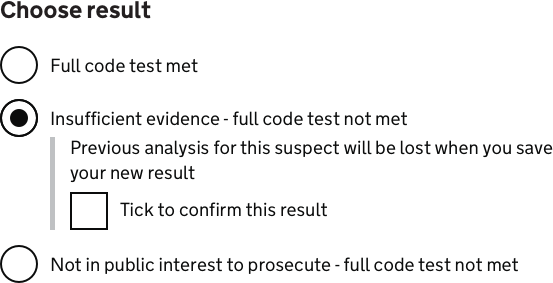 Choose result
Full code test met
Insufficient evidence - full code test not met
Previous analysis for this suspect will be lost when you save
your new result
Tick to confirm this result
Not in public interest to prosecute - full code test not met